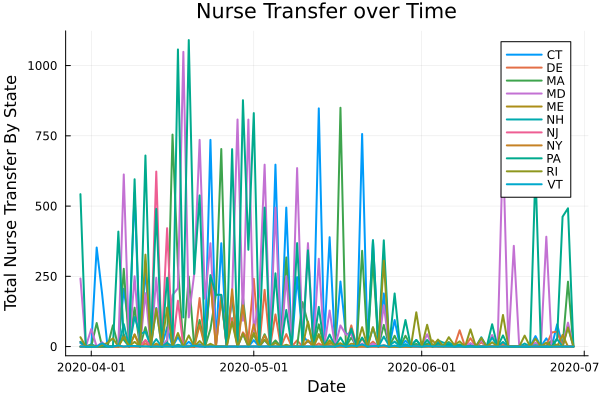 Nurse Transfer over Time
Total Nurse Transfer By State
1000
750
500
250
0
CT
DE
MA
MD
ME
NH
NJ
NY
PA
RI
VT
2020-04-01
2020-05-01
2020-06-01
2020-07
Date